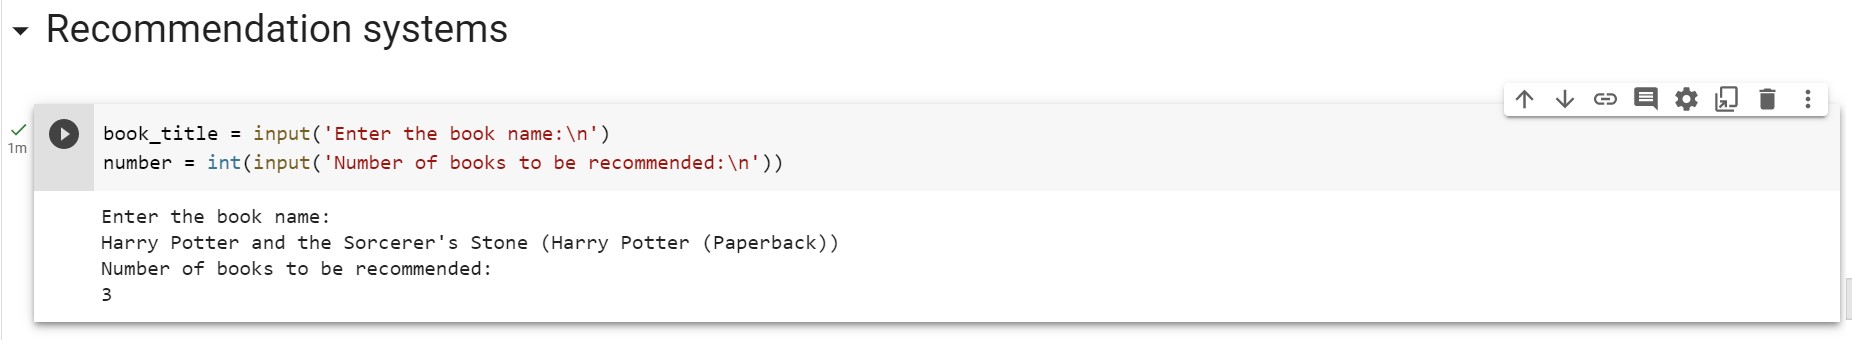 Recommendation systems
1m
book_title = input('Enter the book name:\n')
number = int(input('Number of books to be recommended:\n'))
Enter the book name:
Harry Potter and the Sorcerer's Stone (Harry Potter (Paperback))
Number of books to be recommended:
3